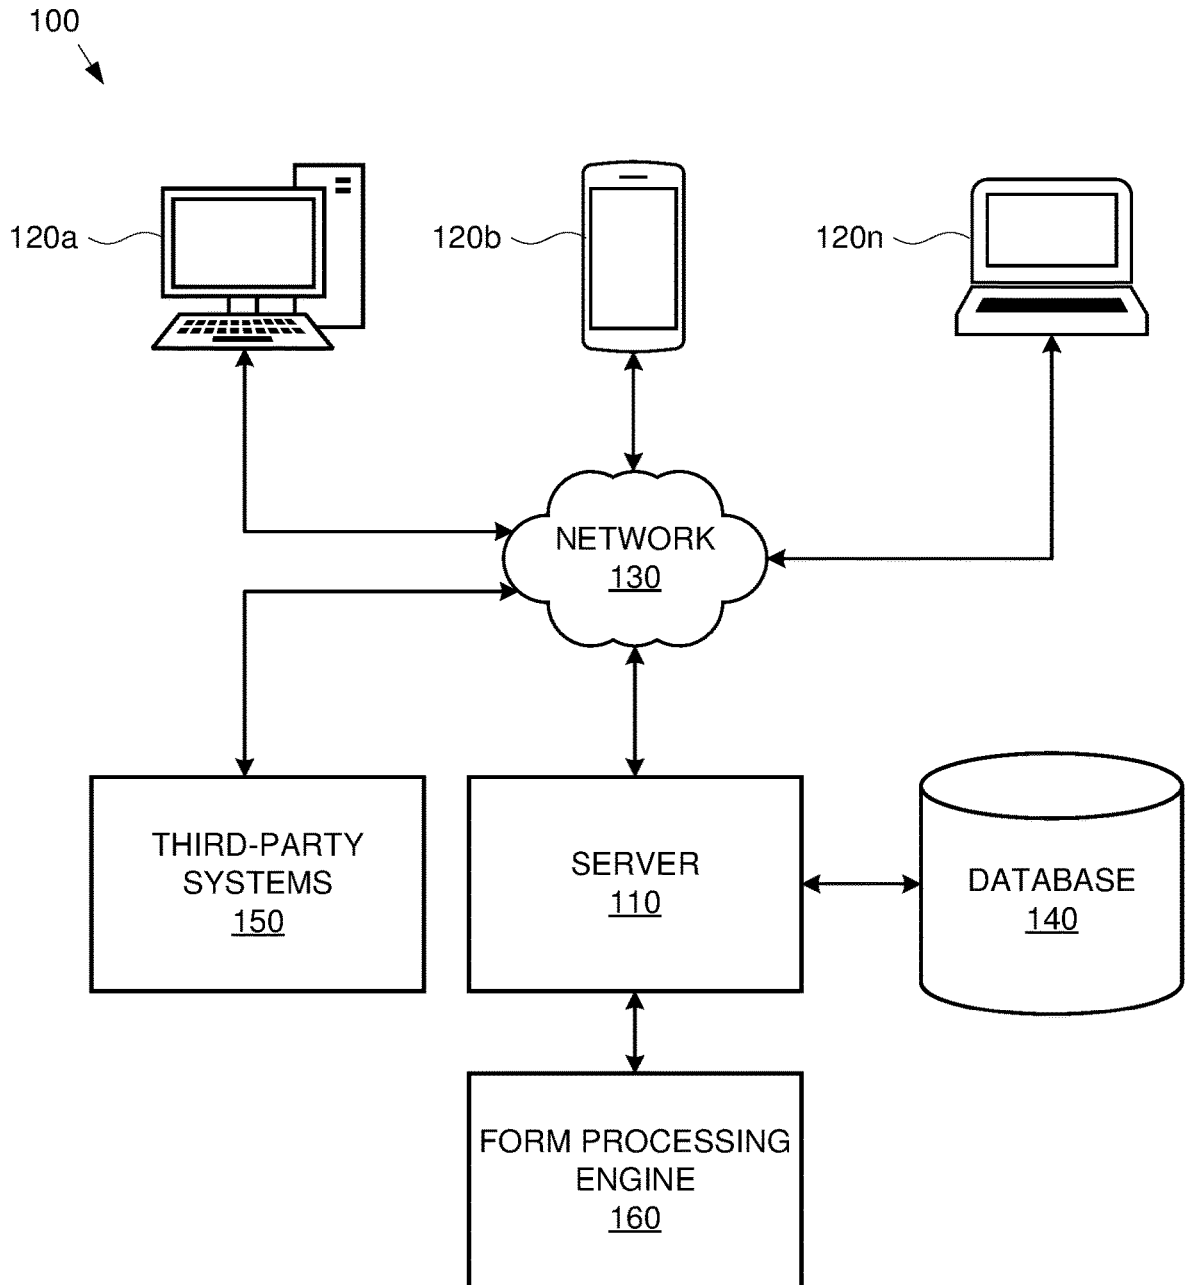 100
120a
120b
120n
NETWORK
130
THIRD-PARTY
SYSTEMS
150
SERVER
110
DATABASE
140
FORM PROCESSING
ENGINE
160